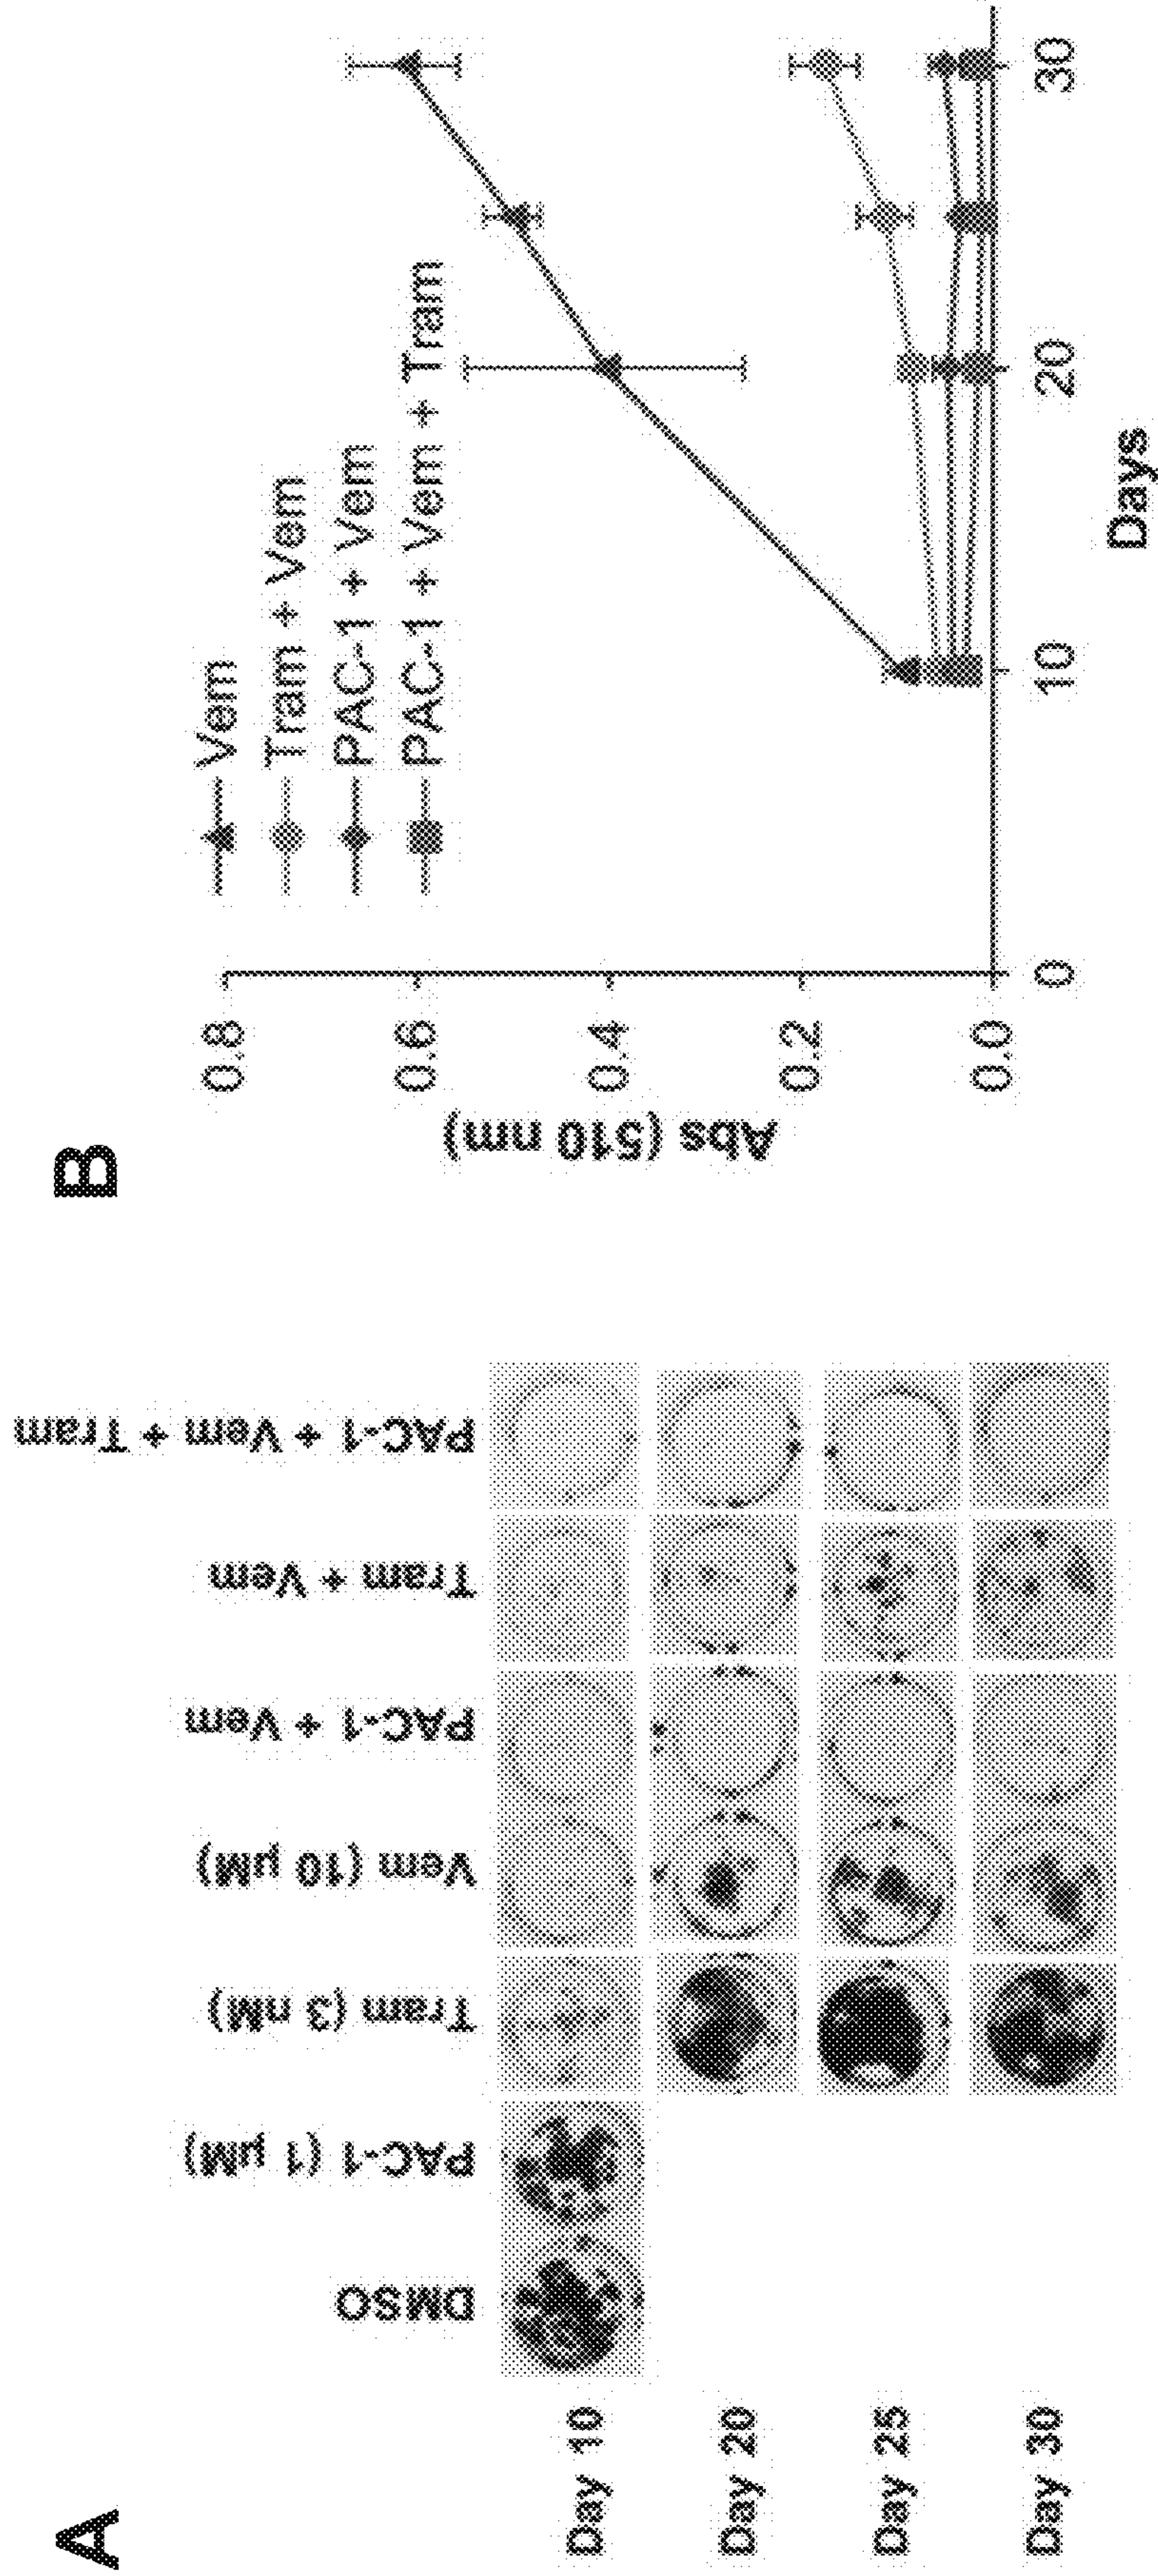 A
DMSO
PAC-1 (1 µM)
Tram (3 nM)
Vem (10 µM)
PAC-1 + Vem
Tram + Vem
PAC-1 + Vem + Tram
Day 10
Day 20
Day 25
Day 30
B
Vem
Tram + Vem
PAC-1 + Vem
PAC-1 + Vem + Tram
Abs (510 nm)
0.8
0.6
0.4
0.2
0.0
0
10
20
30
Days